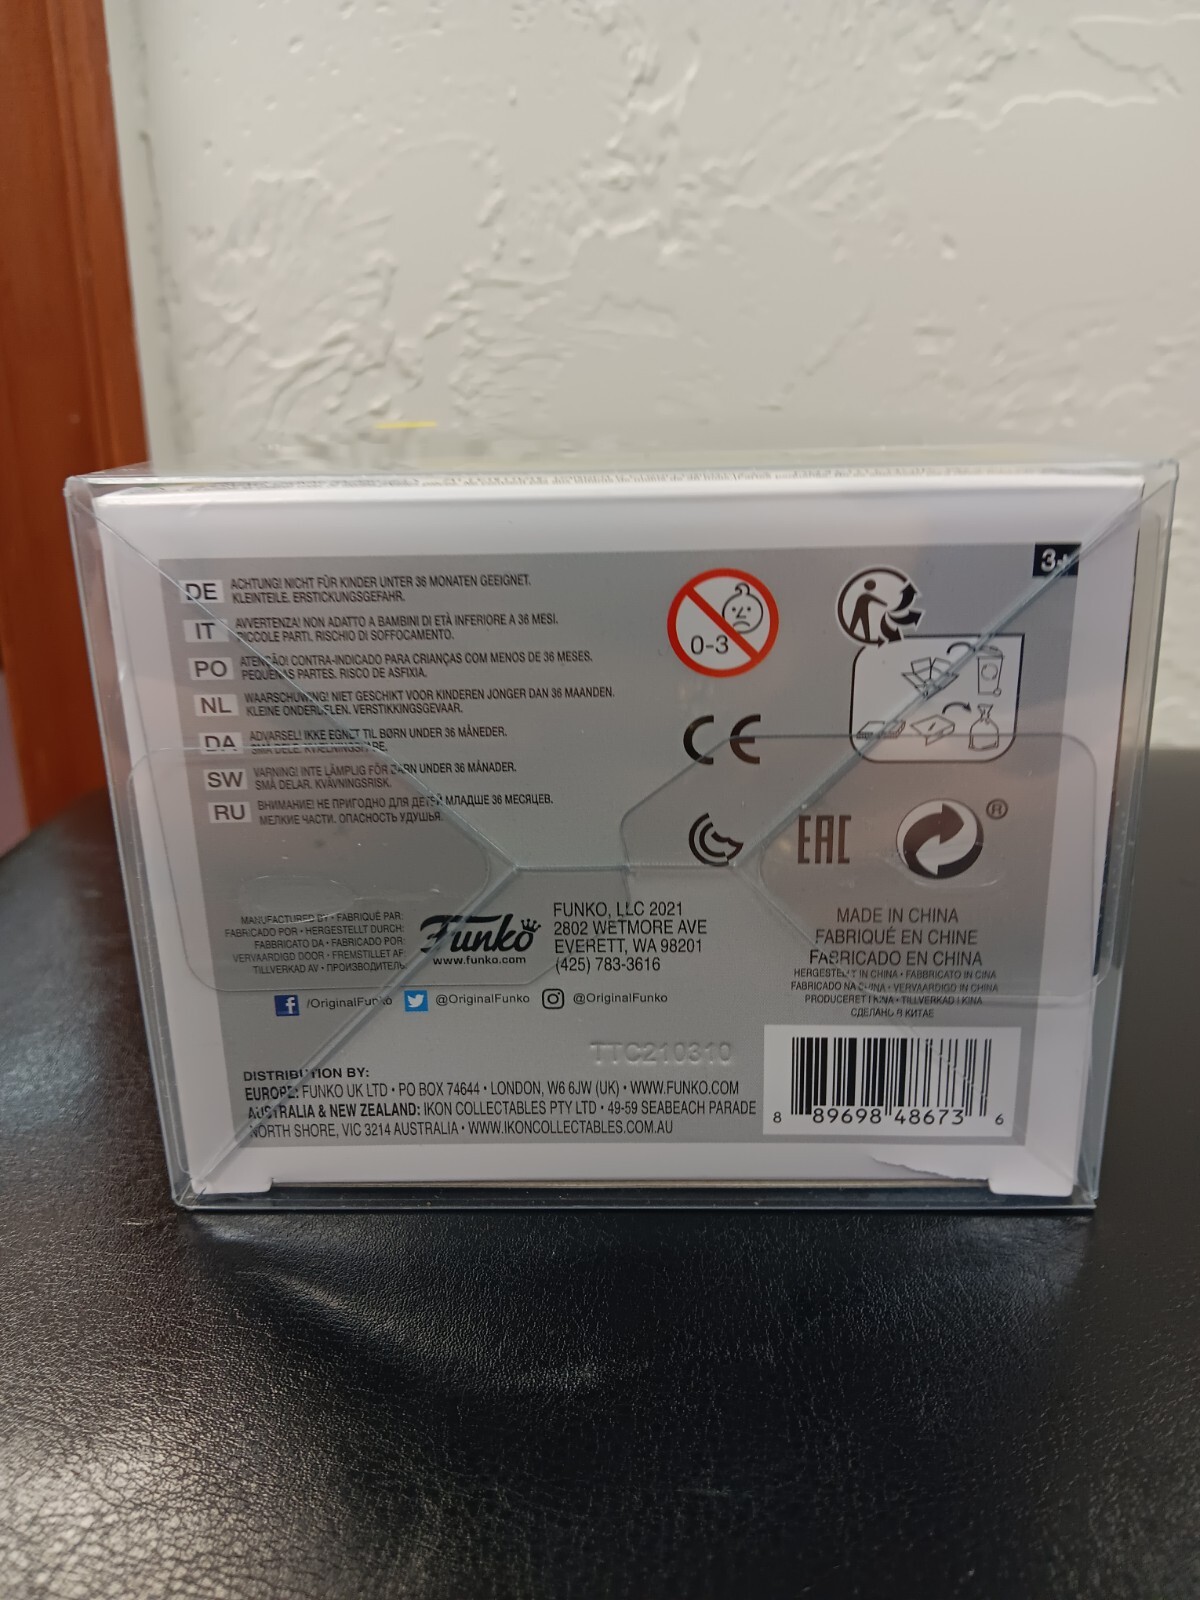 3+
DE ACHTUNG! NICHT FÜR KINDER UNTER 36 MONATEN GEEIGNET.
KLEINTEILE. ERSTICKUNGSGEFAHR.
IT AVVERTENZA! NON ADATTO A BAMBINI DI ETÀ INFERIORE A 36 MESI.
PICCOLE PARTI. RISCHIO DI SOFFOCAMENTO.
PO ATENÇÃO! CONTRA-INDICADO PARA CRIANÇAS COM MENOS DE 36 MESES.
PEQUENAS PARTES. RISCO DE ASFIXIA.
NL WAARSCHUWING! NIET GESCHIKT VOOR KINDEREN JONGER DAN 36 MAANDEN.
KLEINE ONDERDELEN. VERSTIKKINGSGEVAAR.
DA ADVARSEL! IKKE EGNET TIL BØRN UNDER 36 MÅNEDER.
SMÅ DELE. KVÆLNINGSFARE.
SW VARNING! INTE LÄMPLIG FÖR BARN UNDER 36 MÅNADER.
SMÅ DELAR. KVÄVNINGSRISK.
RU ВНИМАНИЕ! НЕ ПРИГОДНО ДЛЯ ДЕТЕЙ МЛАДШЕ 36 МЕСЯЦЕВ.
МЕЛКИЕ ЧАСТИ. ОПАСНОСТЬ УДУШЬЯ.
0-3
CE
EAC
®
MANUFACTURED BY • FABRIQUÉ PAR:
FABRICADO POR • HERGESTELLT DURCH:
FABBRICATO DA • FABRICADO POR:
VERVAARDIGD DOOR • FREMSTILLET AF:
TILLVERKAD AV • ПРОИЗВОДИТЕЛЬ:
Funko
www.funko.com
FUNKO, LLC 2021
2802 WETMORE AVE
EVERETT, WA 98201
(425) 783-3616
/OriginalFunko @OriginalFunko @OriginalFunko
MADE IN CHINA
FABRIQUÉ EN CHINE
FABRICADO EN CHINA
HERGESTELLT IN CHINA • FABBRICATO IN CINA
FABRICADO NA CHINA • VERVAARDIGD IN CHINA
PRODUCERET I KINA • TILLVERKAD I KINA
СДЕЛАНО В КИТАЕ
TTC210310
DISTRIBUTION BY:
EUROPE: FUNKO UK LTD • PO BOX 74644 • LONDON, W6 6JW (UK) • WWW.FUNKO.COM
AUSTRALIA & NEW ZEALAND: IKON COLLECTABLES PTY LTD • 49-59 SEABEACH PARADE
NORTH SHORE, VIC 3214 AUSTRALIA • WWW.IKONCOLLECTABLES.COM.AU
8 89698 48673 6